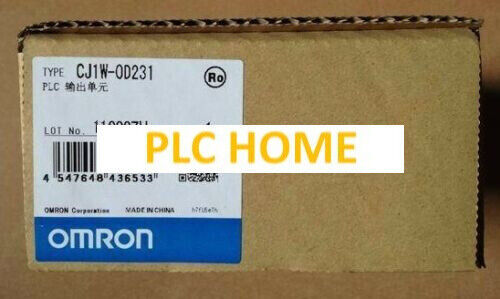 TYPE CJ1W-OD231
PLC 输出单元
Ro
LOT No.
PLC HOME
4 547648 436533
OMRON Corporation MADE IN CHINA
OMRON